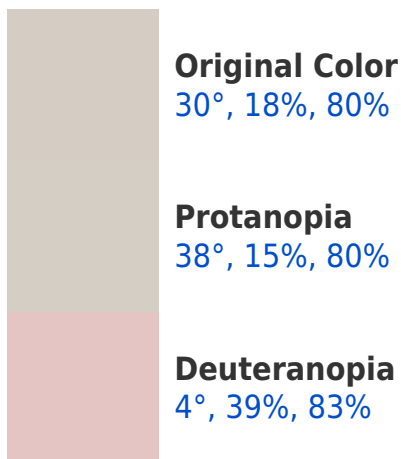 Original Color
30°, 18%, 80%
Protanopia
38°, 15%, 80%
Deuteranopia
4°, 39%, 83%